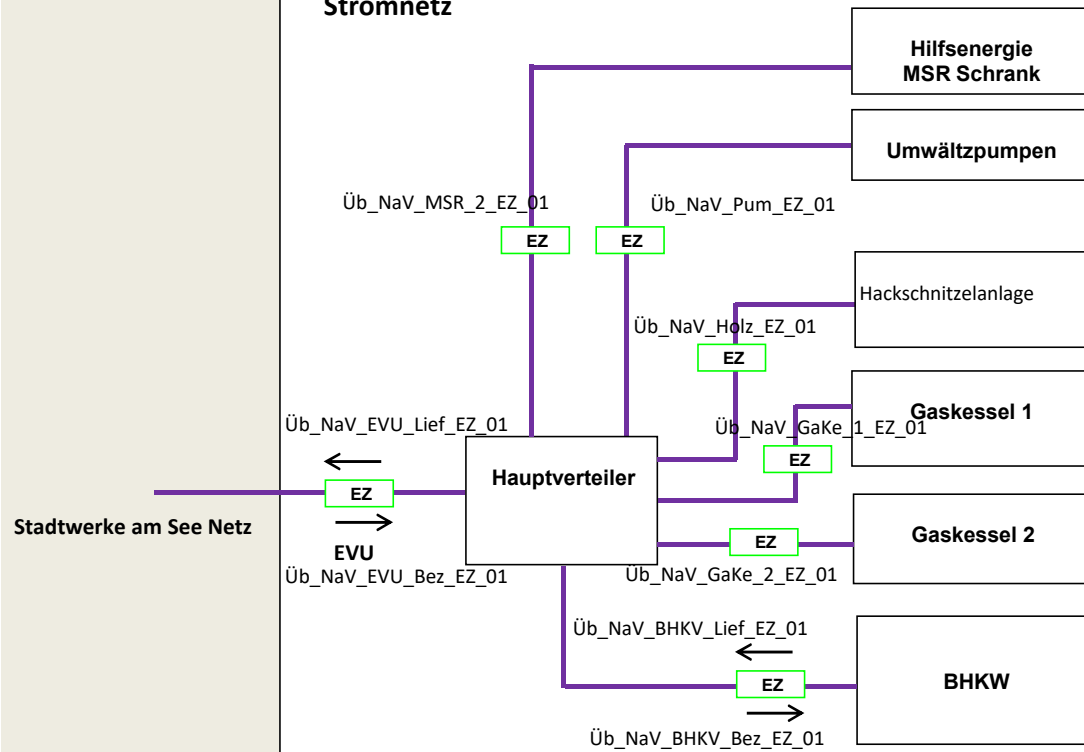 Stromnetz
Hilfsenergie
MSR Schrank
Umwältzpumpen
Üb_NaV_MSR_2_EZ_01
Üb_NaV_Pum_EZ_01
EZ
EZ
Hackschnitzelanlage
Üb_NaV_Holz_EZ_01
EZ
Gaskessel 1
Üb_NaV_GaKe_1_EZ_01
EZ
Üb_NaV_EVU_Lief_EZ_01
Hauptverteiler
EZ
Stadtwerke am See Netz
EVU
Üb_NaV_EVU_Bez_EZ_01
Gaskessel 2
EZ
Üb_NaV_GaKe_2_EZ_01
Üb_NaV_BHKV_Lief_EZ_01
EZ
BHKW
Üb_NaV_BHKV_Bez_EZ_01